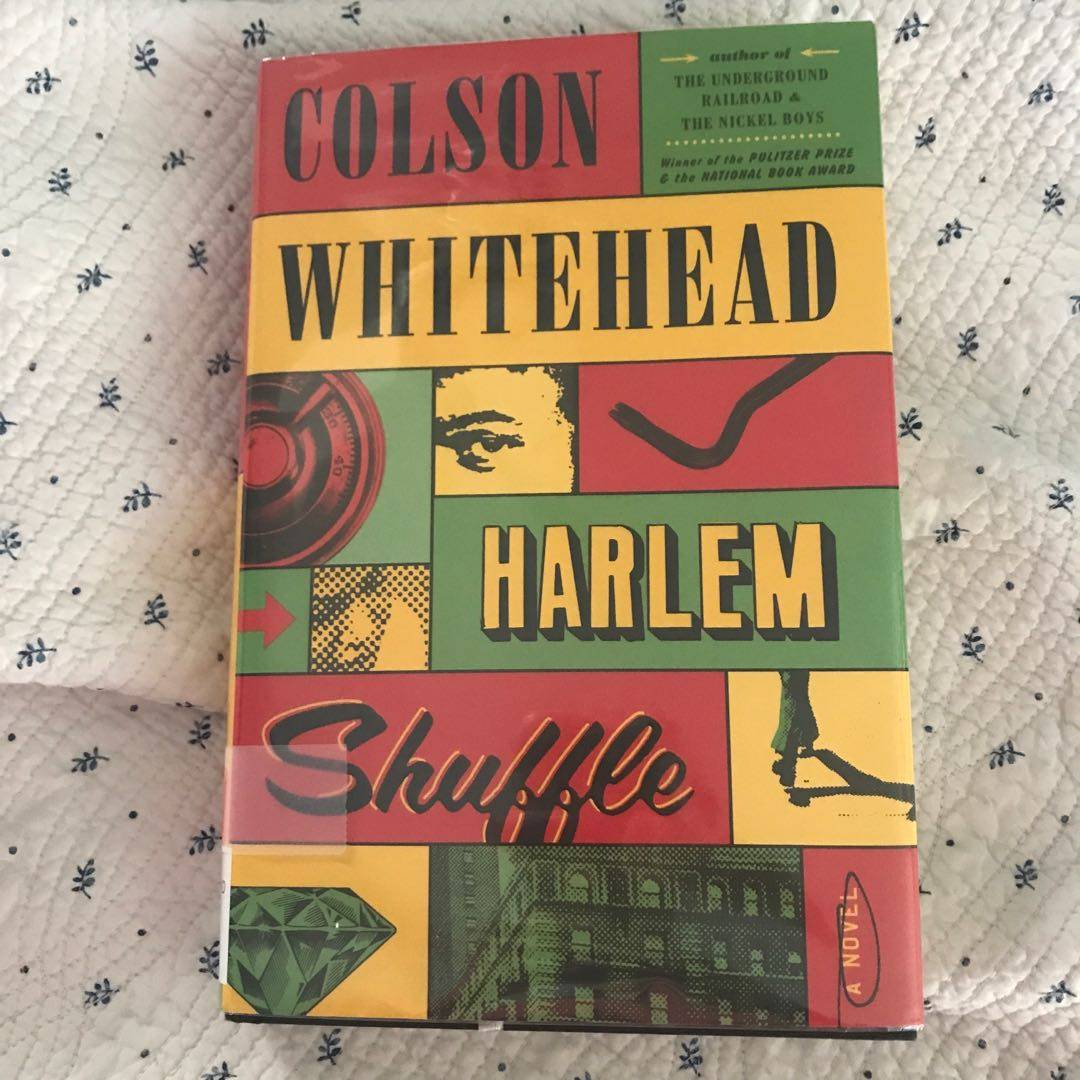 COLSON
author of
THE UNDERGROUND
RAILROAD &
THE NICKEL BOYS
Winner of the PULITZER PRIZE
& the NATIONAL BOOK AWARD
WHITEHEAD
HARLEM
Shuffle
A NOVEL